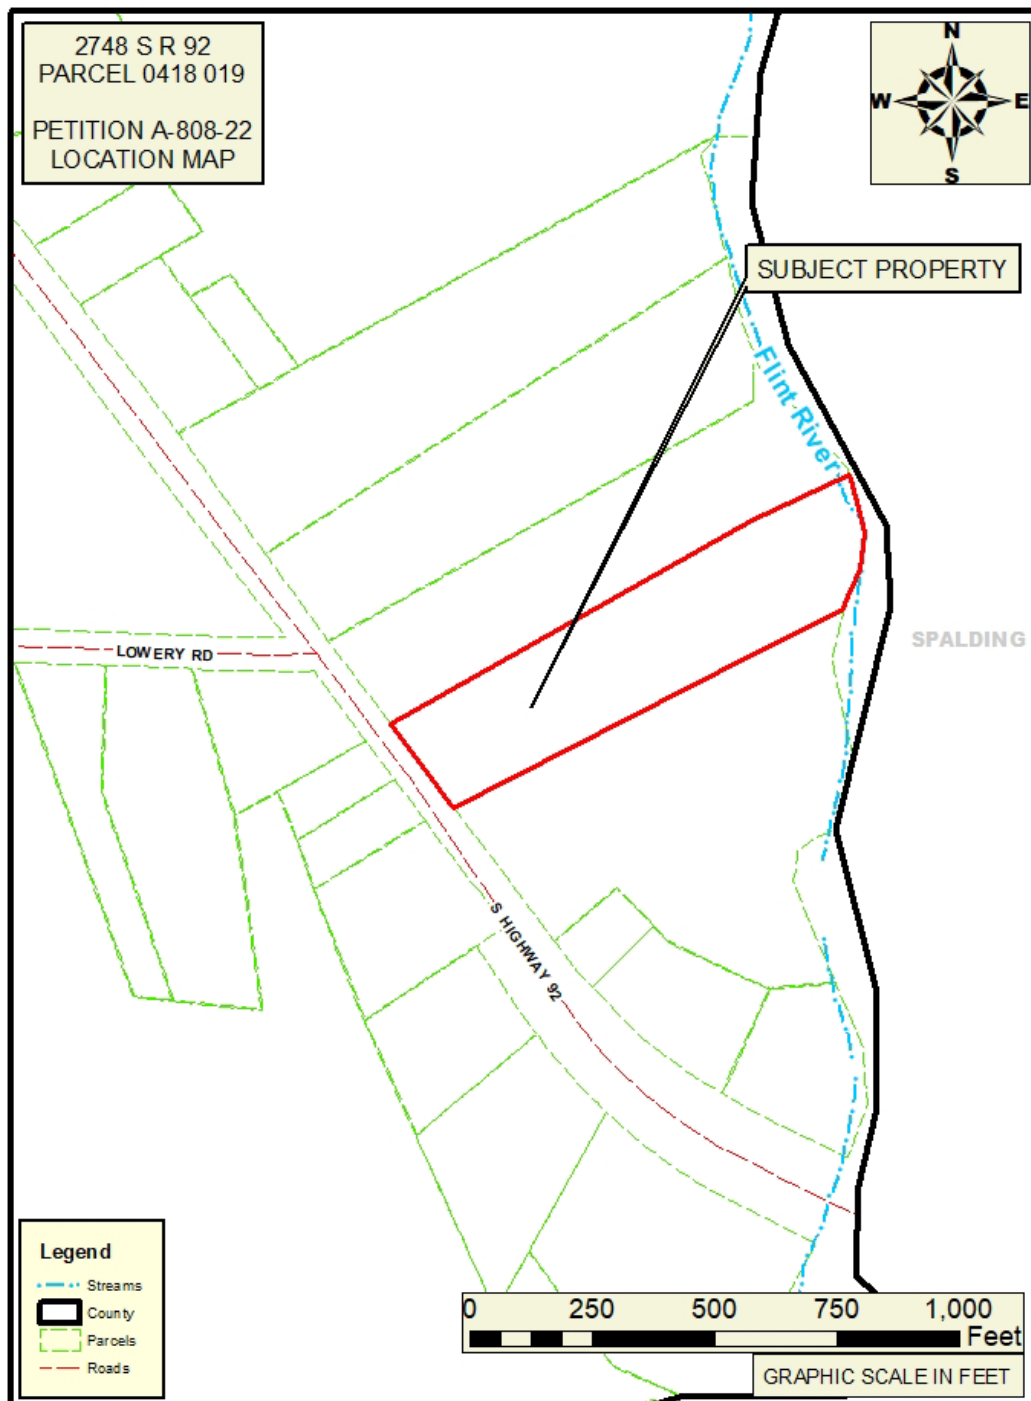 2748 S R 92
PARCEL 0418 019
PETITION A-808-22
LOCATION MAP
N
W
E
S
SUBJECT PROPERTY
Flint River
SPALDING
LOWERY RD
S HIGHWAY 92
Legend
Streams
County
Parcels
Roads
0 250 500 750 1,000
Feet
GRAPHIC SCALE IN FEET